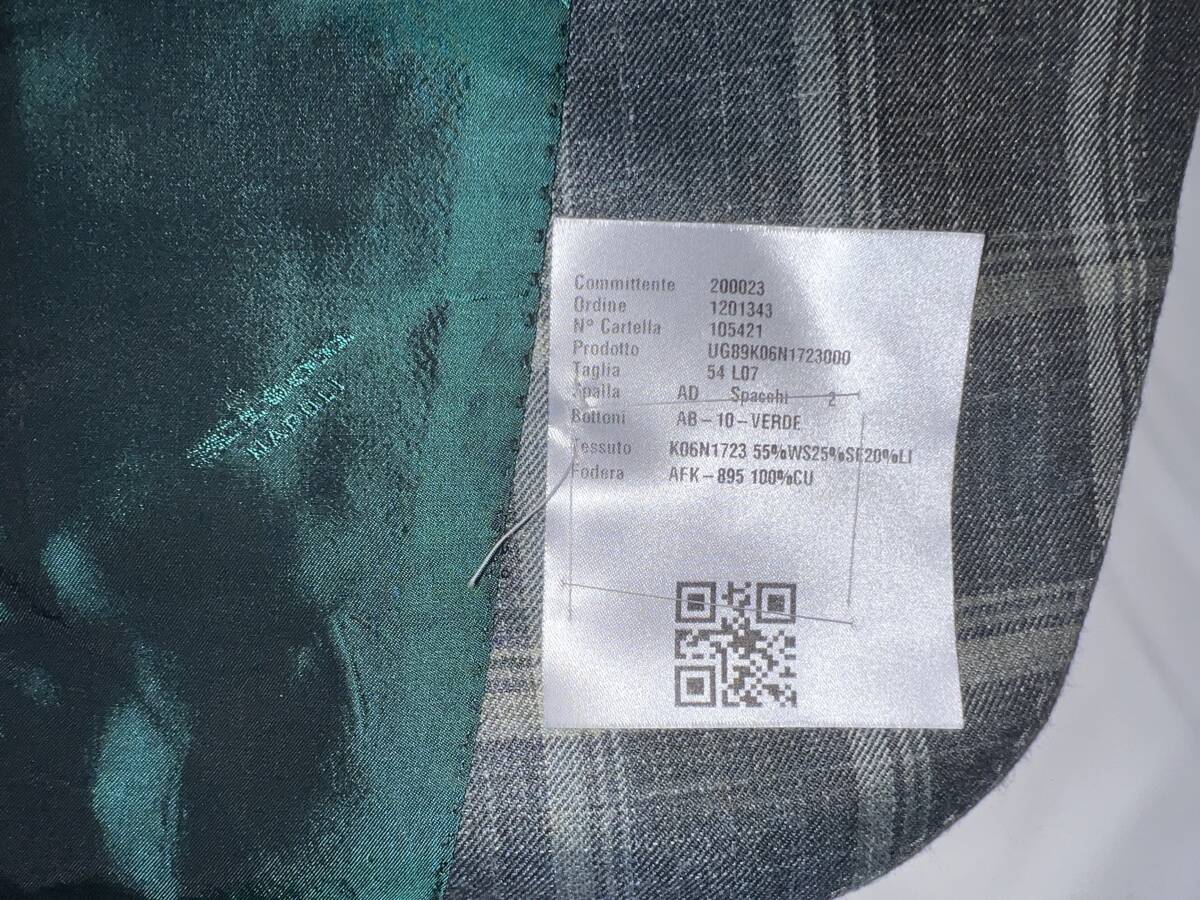 Committente 200023
Ordine 1201343
N° Cartella 105421
Prodotto UG89K06N1723000
Taglia 54 L07
Spalla AD Spacchi 2
Bottoni AB-10-VERDE
Tessuto K06N1723 55%WS25%SE20%LI
Fodera AFK-895 100%CU
NAPOLI